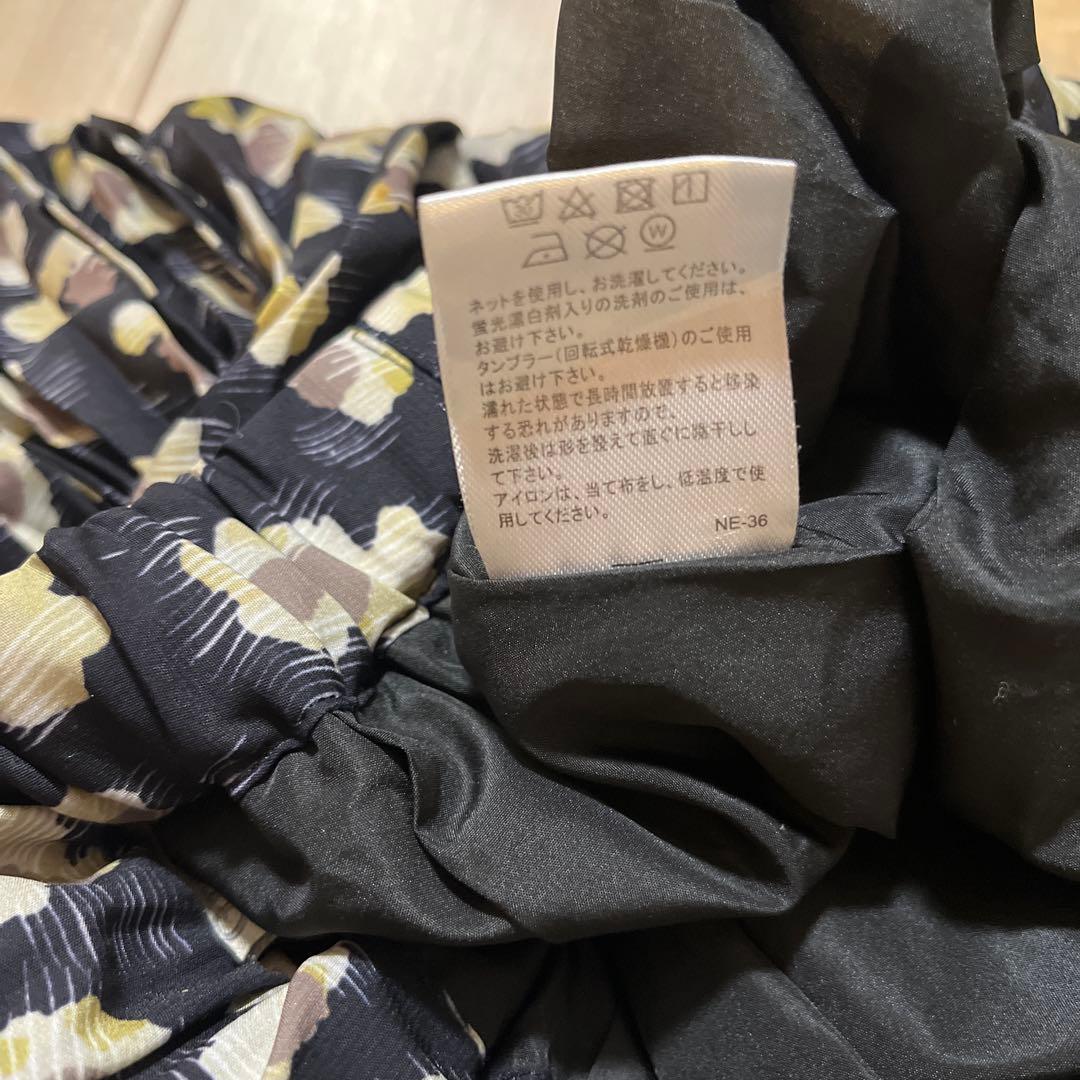 30
W
ネットを使用し、お洗濯してください。
蛍光漂白剤入りの洗剤のご使用は、
お避け下さい。
タンブラー(回転式乾燥機)のご使用
はお避け下さい。
濡れた状態で長時間放置すると移染
する恐れがありますので、
洗濯後は形を整えて直ぐに陰干しし
て下さい。
アイロンは、当て布をし、低温度で使
用してください。
NE-36